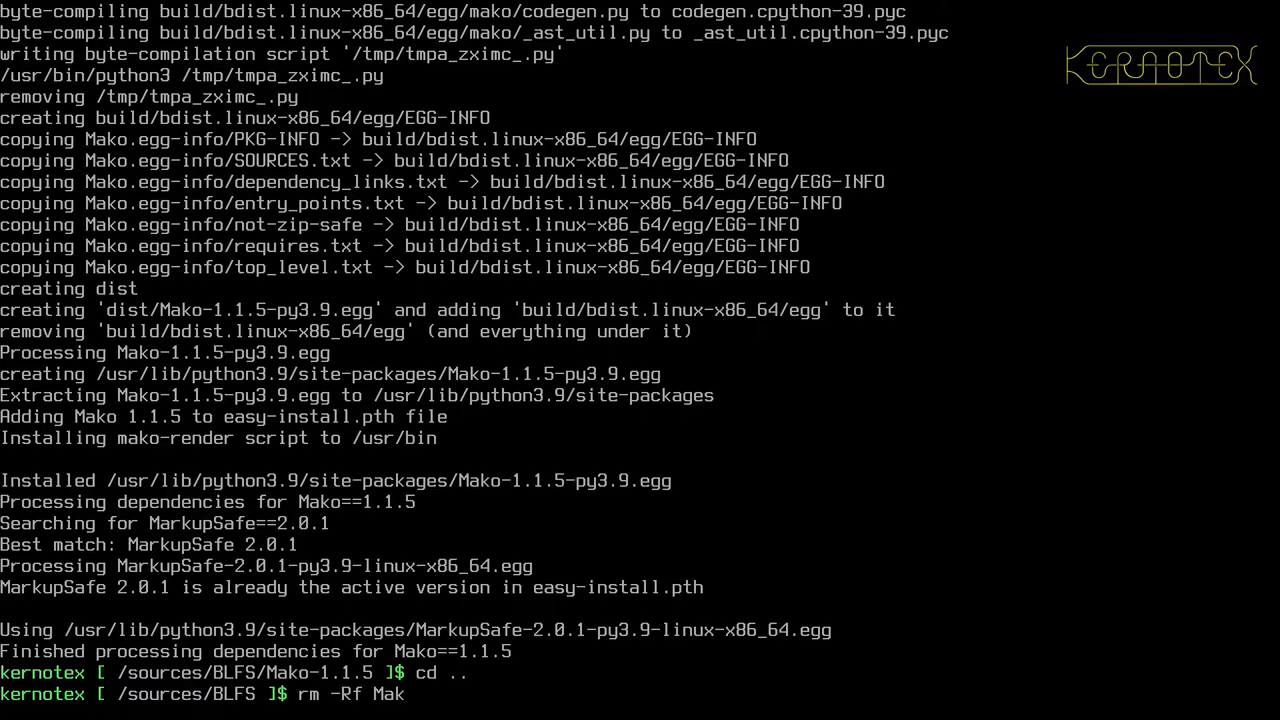 byte-compiling build/bdist.linux-x86_64/egg/mako/codegen.py to codegen.cpython-39.pyc
byte-compiling build/bdist.linux-x86_64/egg/mako/_ast_util.py to _ast_util.cpython-39.pyc
writing byte-compilation script '/tmp/tmpa_zximc_.py'
/usr/bin/python3 /tmp/tmpa_zximc_.py
removing /tmp/tmpa_zximc_.py
creating build/bdist.linux-x86_64/egg/EGG-INFO
copying Mako.egg-info/PKG-INFO -> build/bdist.linux-x86_64/egg/EGG-INFO
copying Mako.egg-info/SOURCES.txt -> build/bdist.linux-x86_64/egg/EGG-INFO
copying Mako.egg-info/dependency_links.txt -> build/bdist.linux-x86_64/egg/EGG-INFO
copying Mako.egg-info/entry_points.txt -> build/bdist.linux-x86_64/egg/EGG-INFO
copying Mako.egg-info/not-zip-safe -> build/bdist.linux-x86_64/egg/EGG-INFO
copying Mako.egg-info/requires.txt -> build/bdist.linux-x86_64/egg/EGG-INFO
copying Mako.egg-info/top_level.txt -> build/bdist.linux-x86_64/egg/EGG-INFO
creating dist
creating 'dist/Mako-1.1.5-py3.9.egg' and adding 'build/bdist.linux-x86_64/egg' to it
removing 'build/bdist.linux-x86_64/egg' (and everything under it)
Processing Mako-1.1.5-py3.9.egg
creating /usr/lib/python3.9/site-packages/Mako-1.1.5-py3.9.egg
Extracting Mako-1.1.5-py3.9.egg to /usr/lib/python3.9/site-packages
Adding Mako 1.1.5 to easy-install.pth file
Installing mako-render script to /usr/bin
Installed /usr/lib/python3.9/site-packages/Mako-1.1.5-py3.9.egg
Processing dependencies for Mako==1.1.5
Searching for MarkupSafe==2.0.1
Best match: MarkupSafe 2.0.1
Processing MarkupSafe-2.0.1-py3.9-linux-x86_64.egg
MarkupSafe 2.0.1 is already the active version in easy-install.pth
Using /usr/lib/python3.9/site-packages/MarkupSafe-2.0.1-py3.9-linux-x86_64.egg
Finished processing dependencies for Mako==1.1.5
kernotex [ /sources/BLFS/Mako-1.1.5 ]$ cd ..
kernotex [ /sources/BLFS ]$ rm -Rf Mak
KERNOTEX